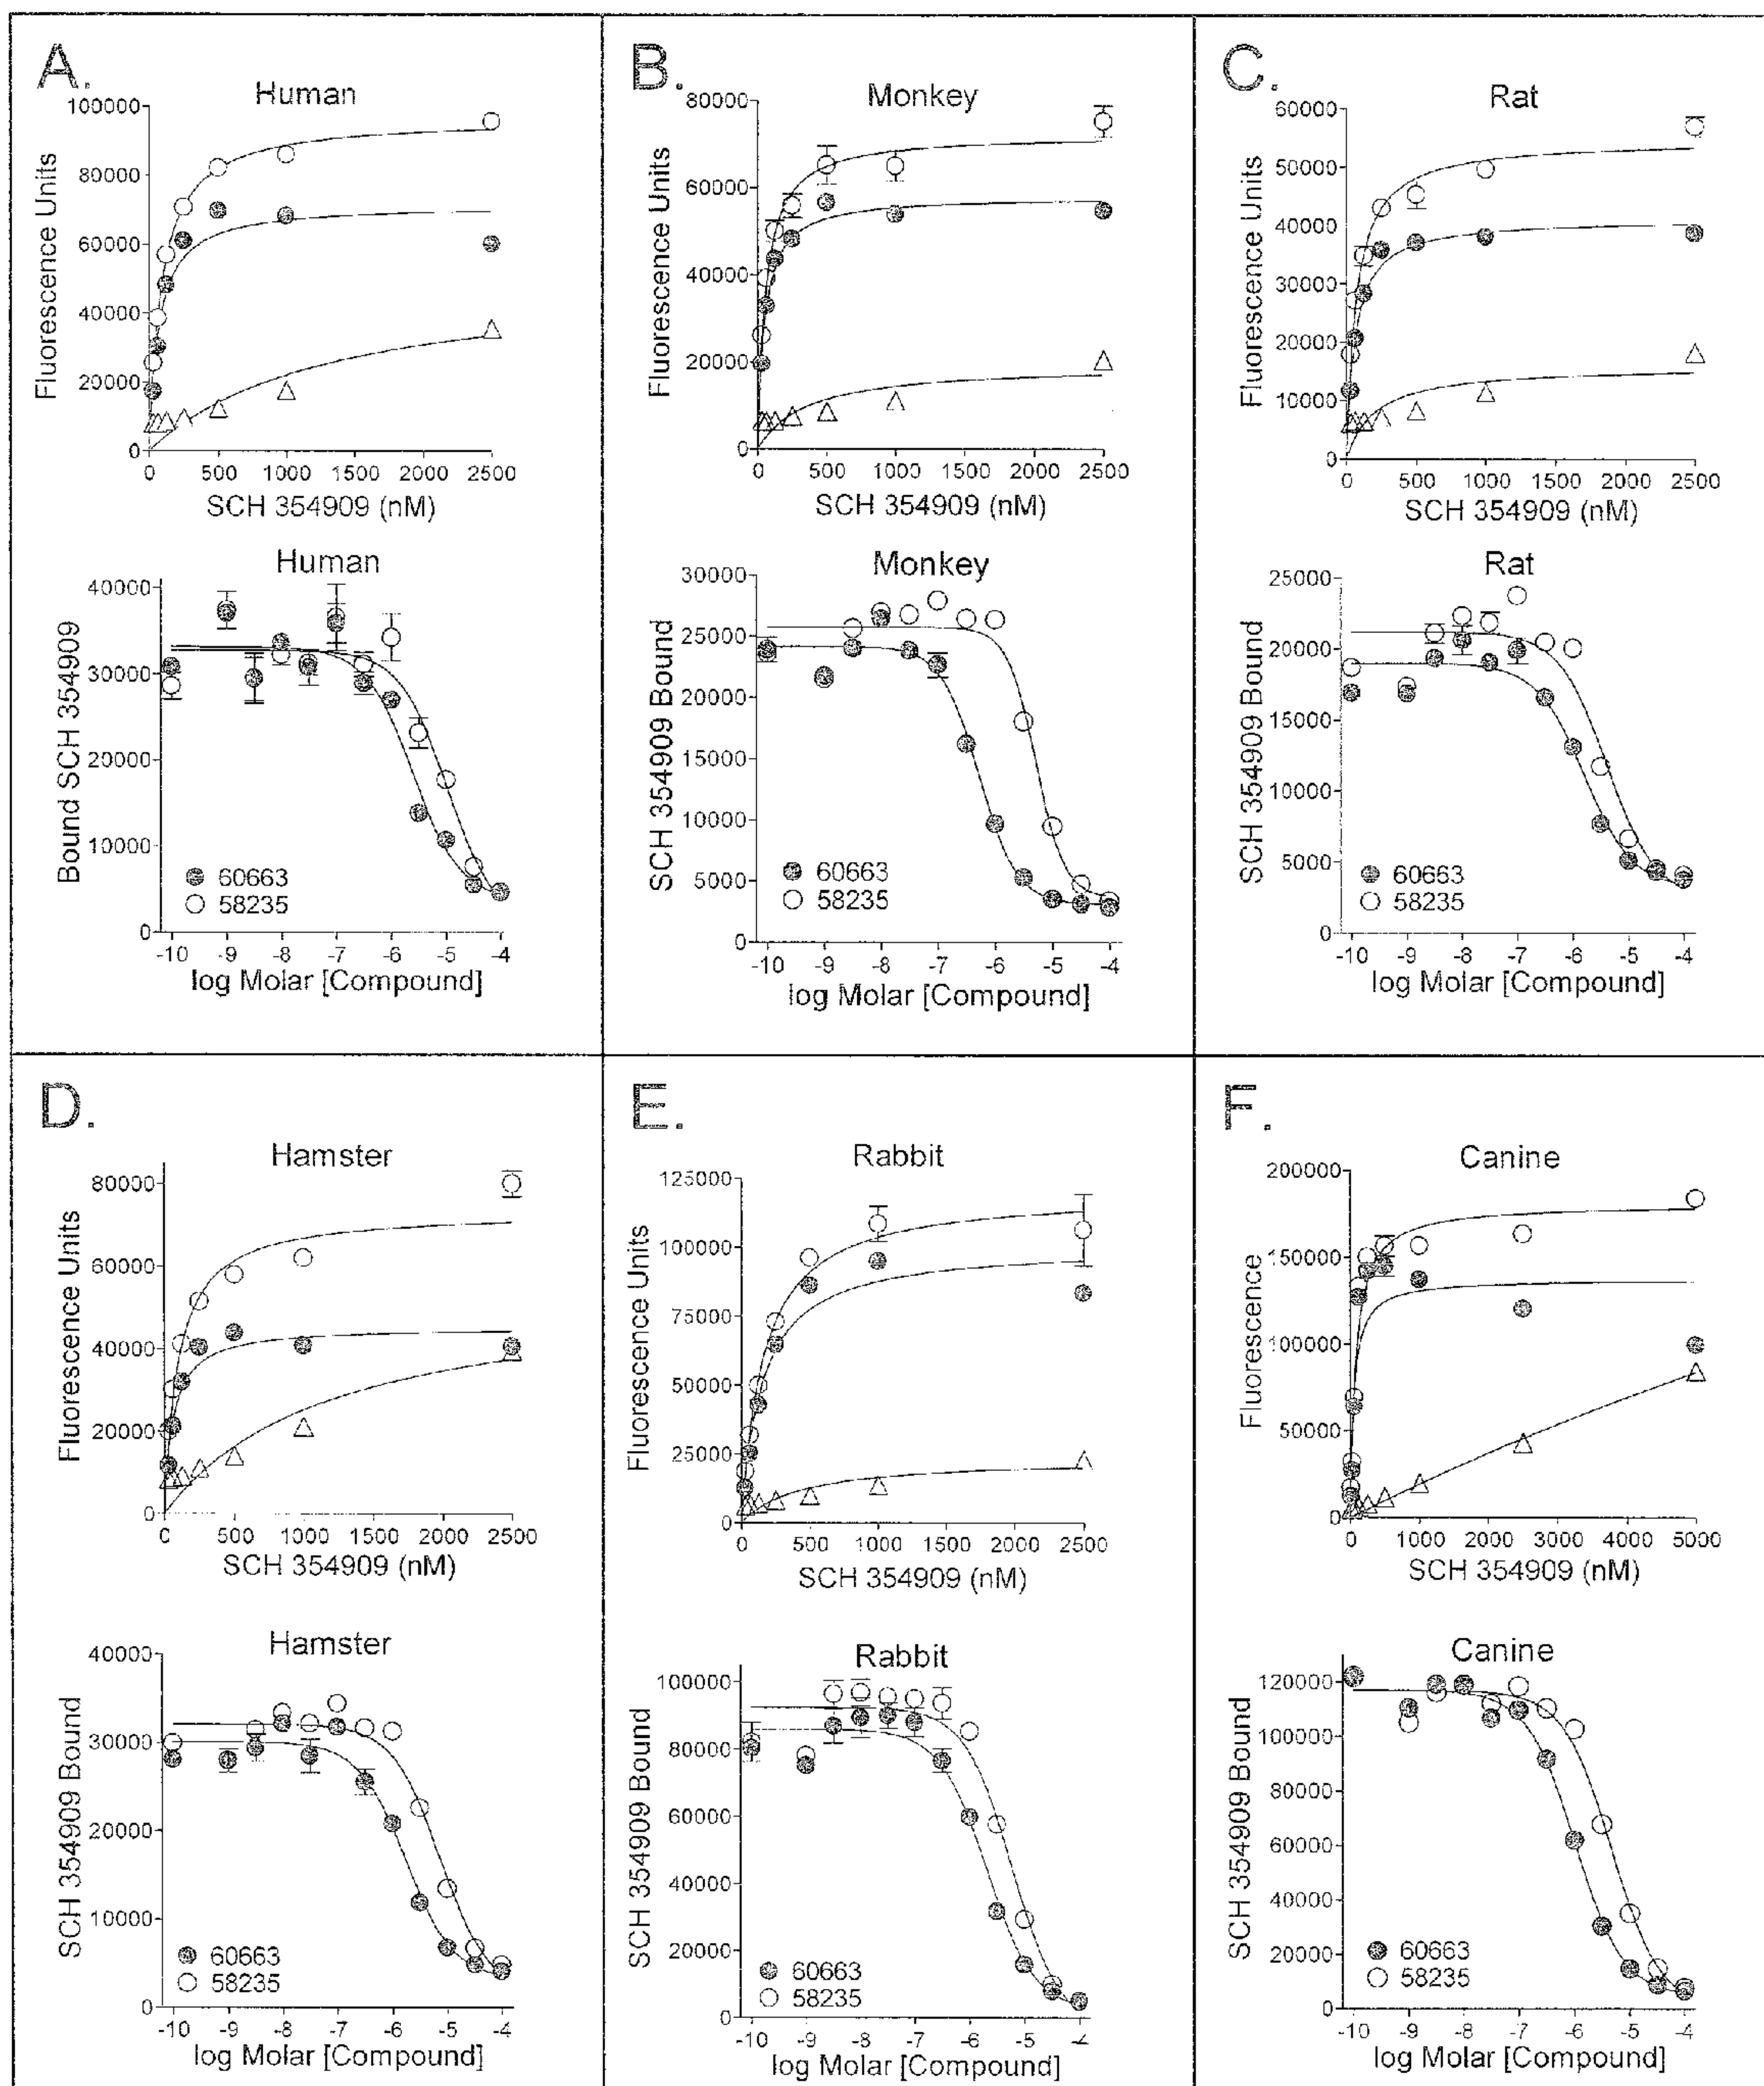 A.
Human
Fluorescence Units
100000
80000
60000
40000
20000
0
0 500 1000 1500 2000 2500
SCH 354909 (nM)
Human
Bound SCH 354909
40000
30000
20000
10000
0
60663
58235
-10 -9 -8 -7 -6 -5 -4
log Molar [Compound]
B.
Monkey
Fluorescence Units
80000
60000
40000
20000
0
0 500 1000 1500 2000 2500
SCH 354909 (nM)
Monkey
SCH 354909 Bound
30000
25000
20000
15000
10000
5000
0
60663
58235
-10 -9 -8 -7 -6 -5 -4
log Molar [Compound]
C.
Rat
Fluorescence Units
60000
50000
40000
30000
20000
10000
0
0 500 1000 1500 2000 2500
SCH 354909 (nM)
Rat
SCH 354909 Bound
25000
20000
15000
10000
5000
0
60663
58235
-10 -9 -8 -7 -6 -5 -4
log Molar [Compound]
D.
Hamster
Fluorescence Units
80000
60000
40000
20000
0
0 500 1000 1500 2000 2500
SCH 354909 (nM)
Hamster
SCH 354909 Bound
40000
30000
20000
10000
0
60663
58235
-10 -9 -8 -7 -6 -5 -4
log Molar [Compound]
E.
Rabbit
Fluorescence Units
125000
100000
75000
50000
25000
0
0 500 1000 1500 2000 2500
SCH 354909 (nM)
Rabbit
SCH 354909 Bound
100000
80000
60000
40000
20000
0
60663
58235
-10 -9 -8 -7 -6 -5 -4
log Molar [Compound]
F.
Canine
Fluorescence
200000
150000
100000
50000
0
0 1000 2000 3000 4000 5000
SCH 354909 (nM)
Canine
SCH 354909 Bound
120000
100000
80000
60000
40000
20000
0
60663
58235
-10 -9 -8 -7 -6 -5 -4
log Molar [Compound]